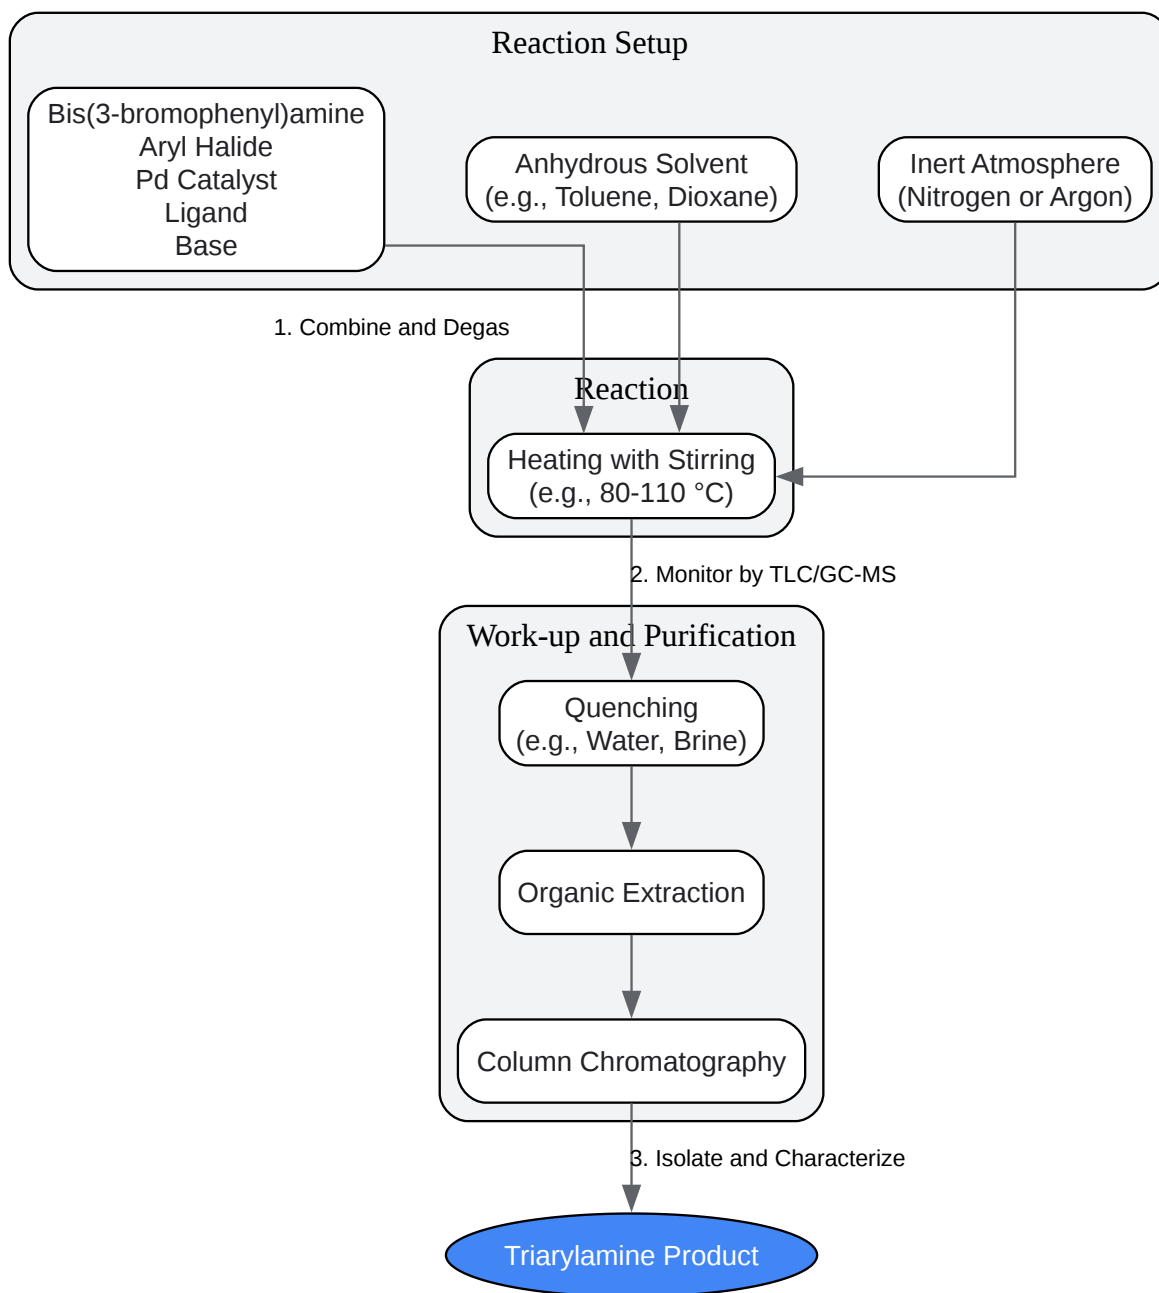 Reaction Setup
Bis(3-bromophenyl)amine
Aryl Halide
Pd Catalyst
Ligand
Base
Anhydrous Solvent
(e.g., Toluene, Dioxane)
Inert Atmosphere
(Nitrogen or Argon)
1. Combine and Degas
Reaction
Heating with Stirring
(e.g., 80-110 °C)
2. Monitor by TLC/GC-MS
Work-up and Purification
Quenching
(e.g., Water, Brine)
Organic Extraction
Column Chromatography
3. Isolate and Characterize
Triarylamine Product